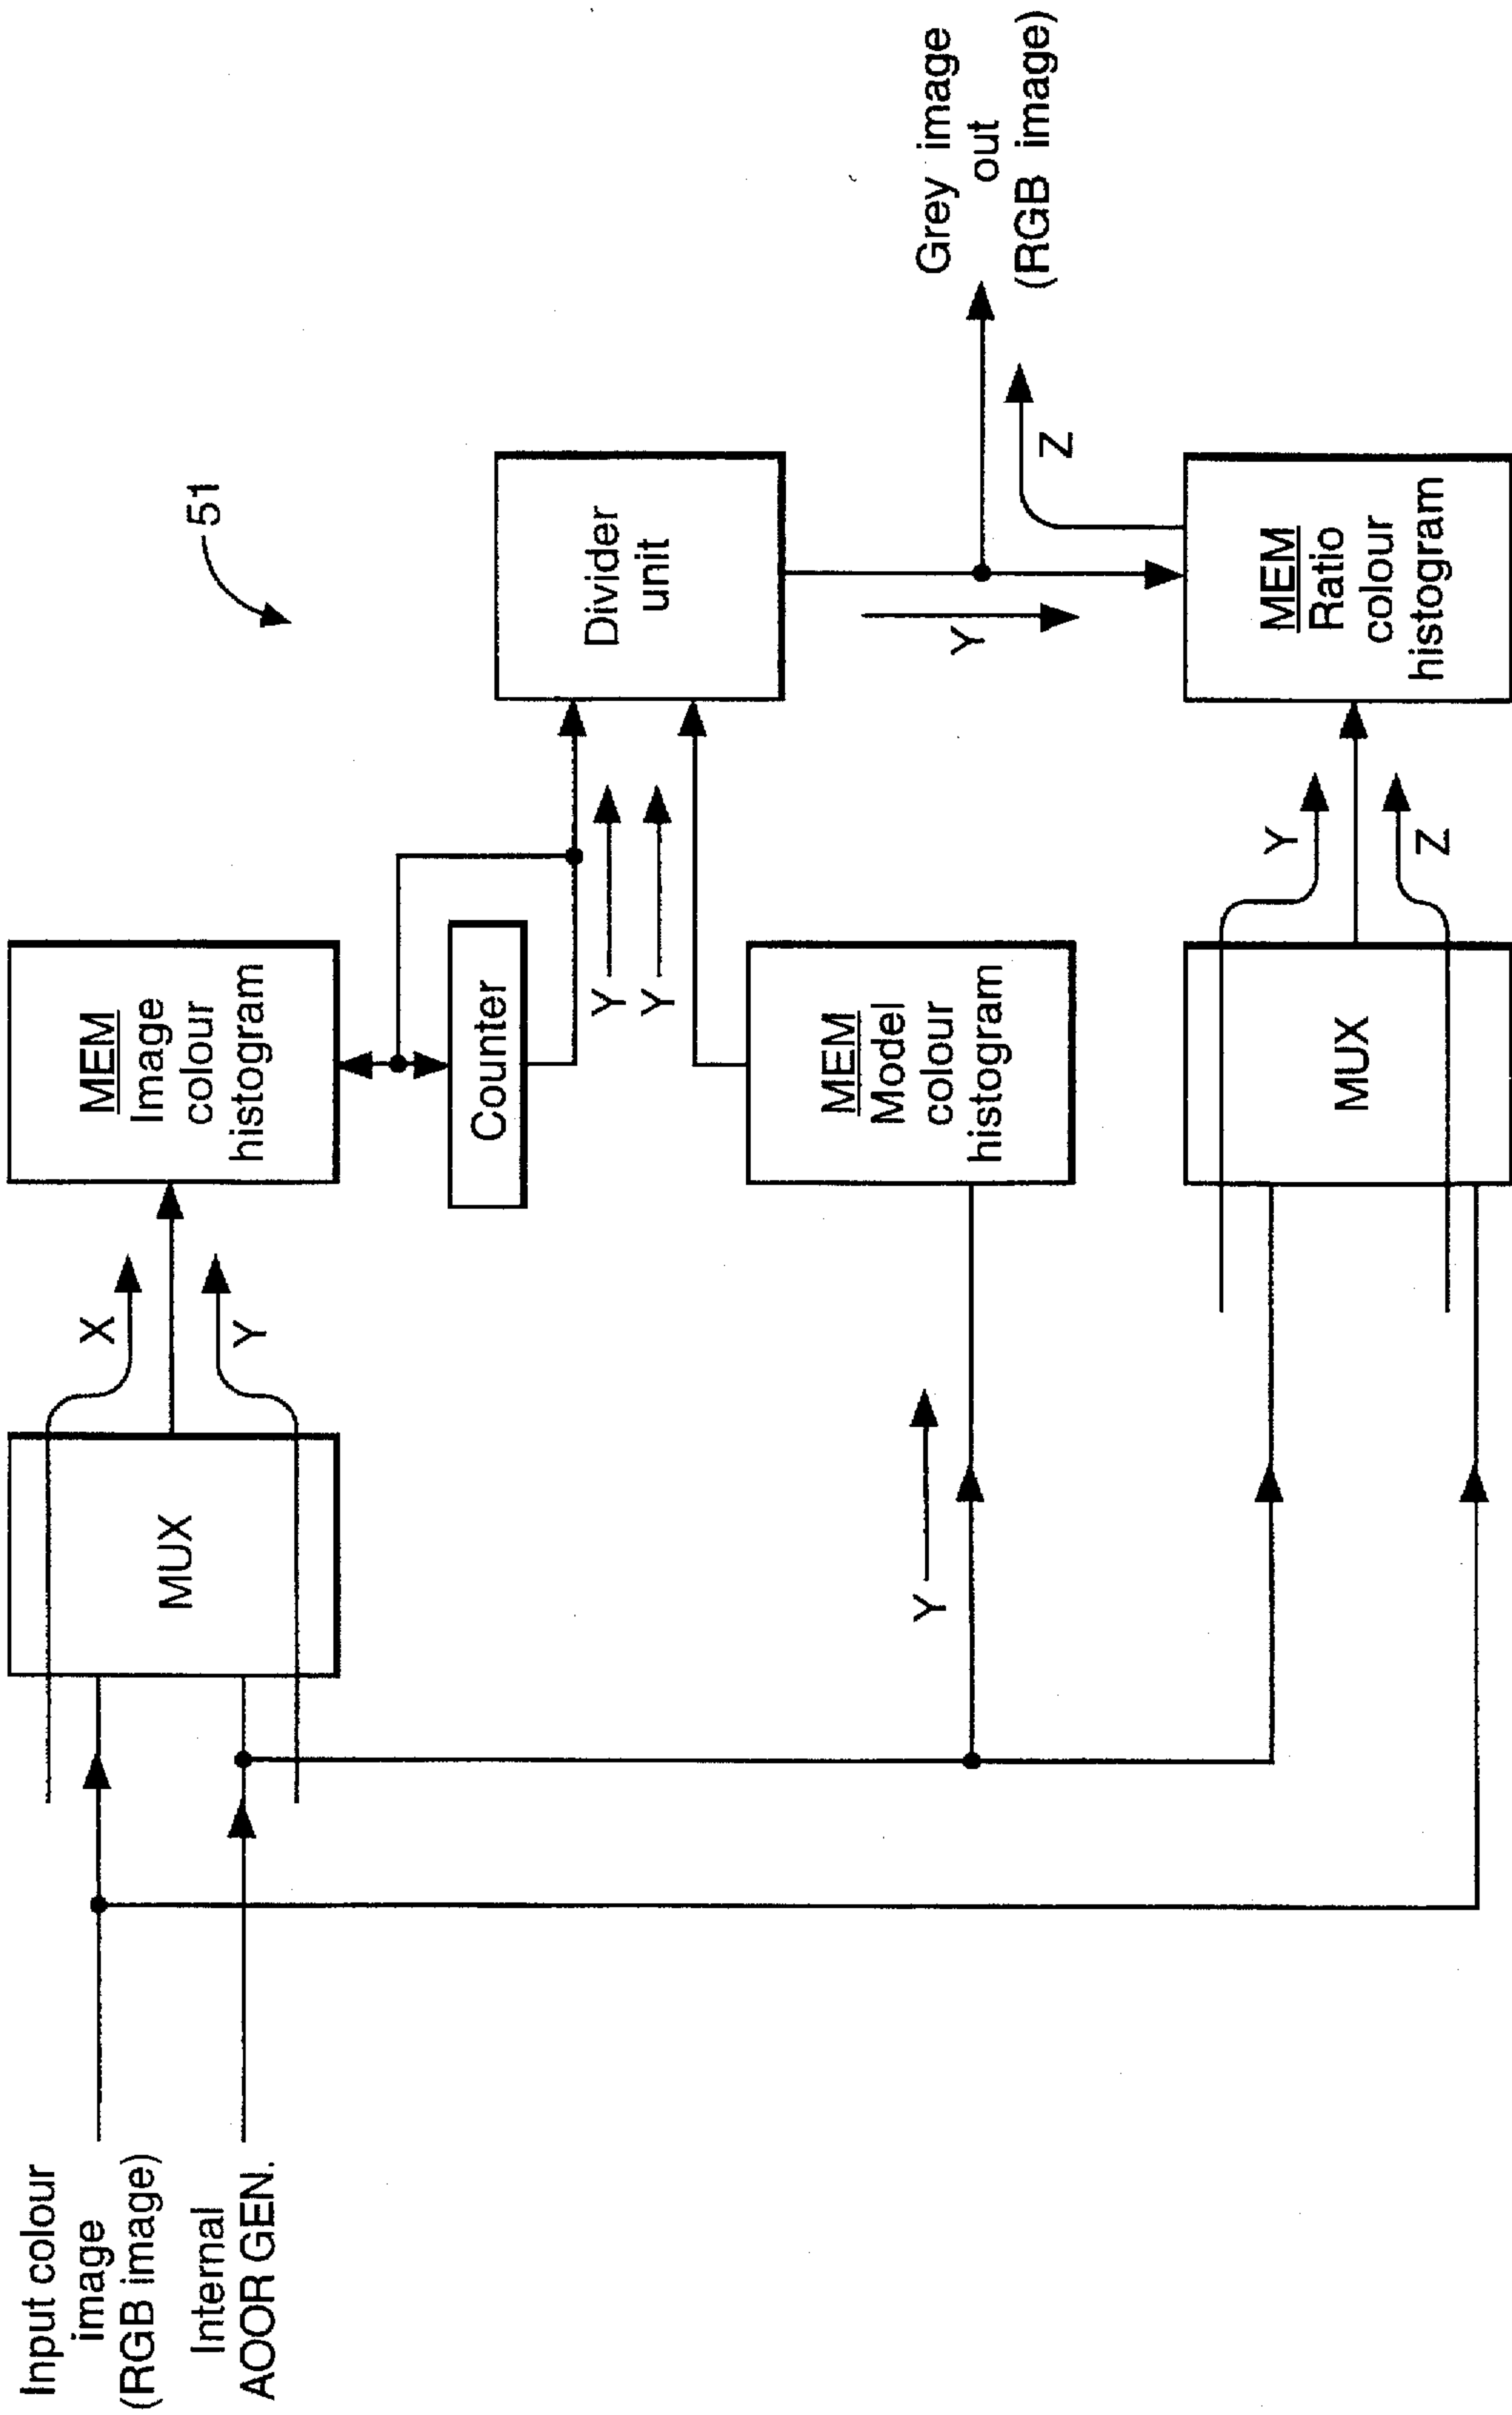 51
Input colour
image
(RGB image)
Internal
AOOR GEN.
MUX
X
Y
MEM
Image
colour
histogram
Counter
Y
Y
Divider
unit
Y
MEM
Model
colour
histogram
Y
Grey image
out
(RGB image)
Z
MUX
Y
Z
MEM
Ratio
colour
histogram